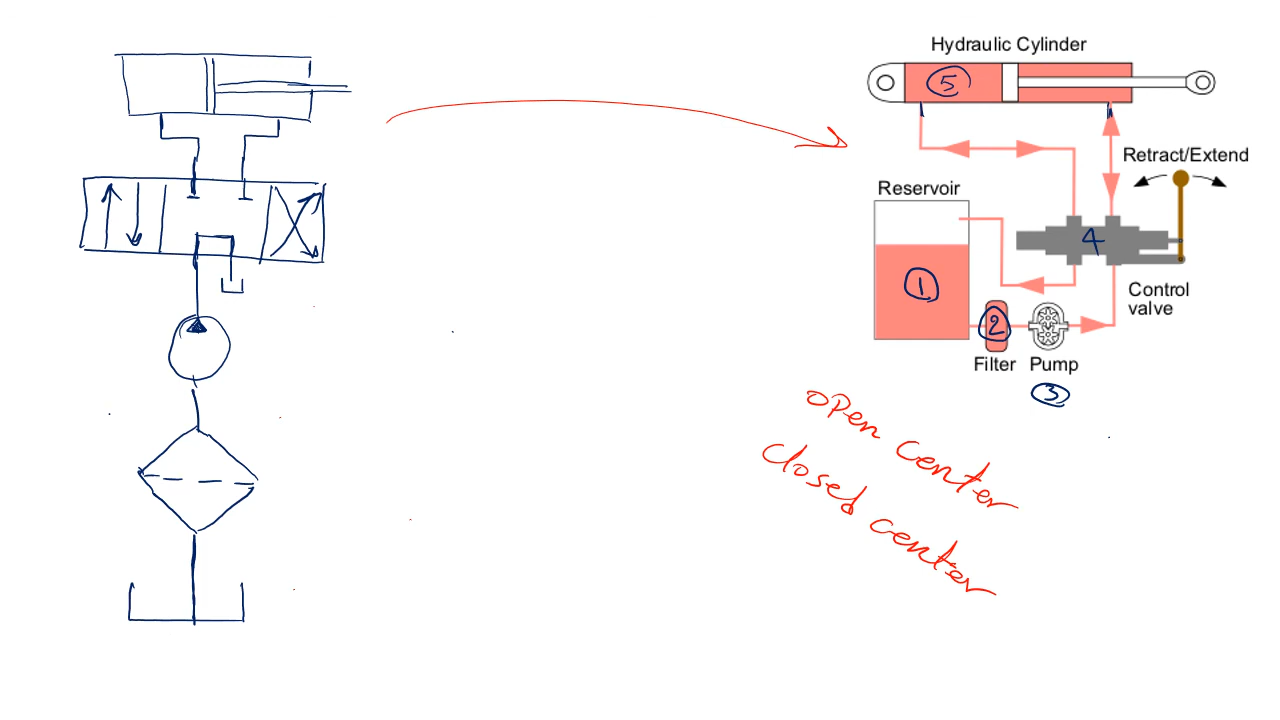 Hydraulic Cylinder
5
Retract/Extend
Reservoir
4
1
Control
valve
2
Filter
Pump
3
open center
closed center